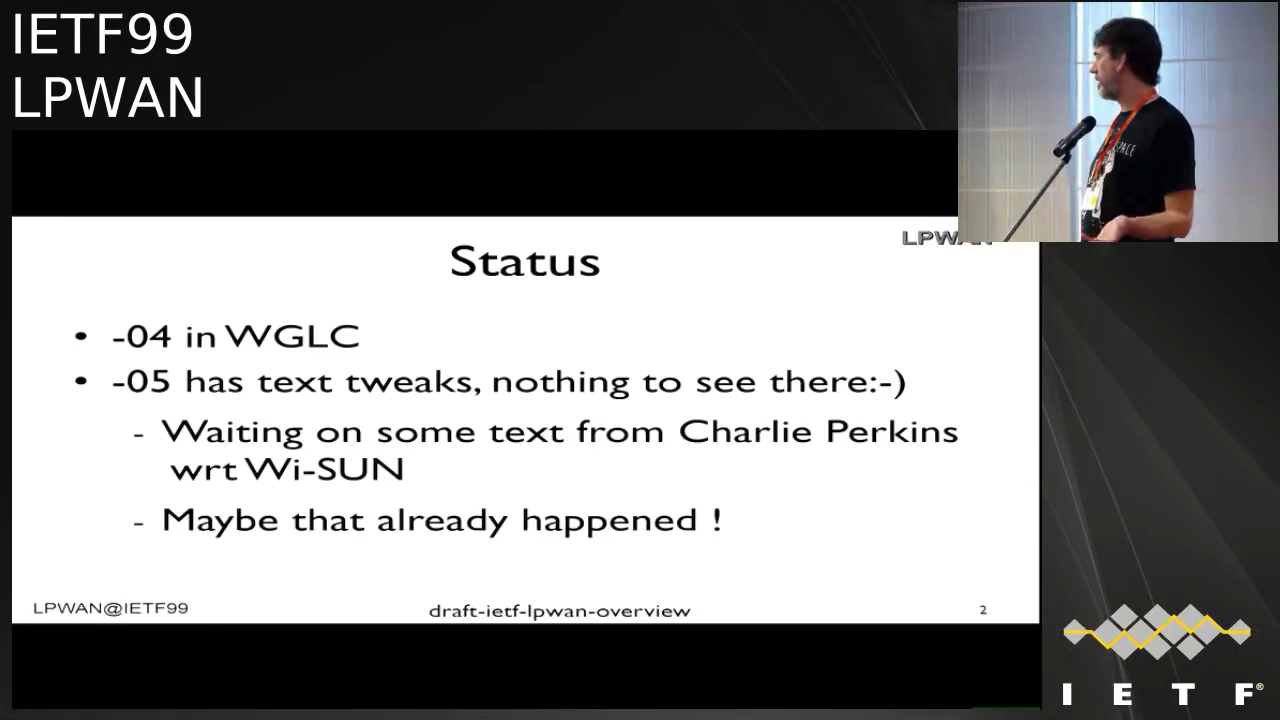 IETF99
LPWAN
LPWAN
Status
• -04 in WGLC
• -05 has text tweaks, nothing to see there:-)
- Waiting on some text from Charlie Perkins
wrt Wi-SUN
- Maybe that already happened !
LPWAN@IETF99
draft-ietf-lpwan-overview
2
I E T F®